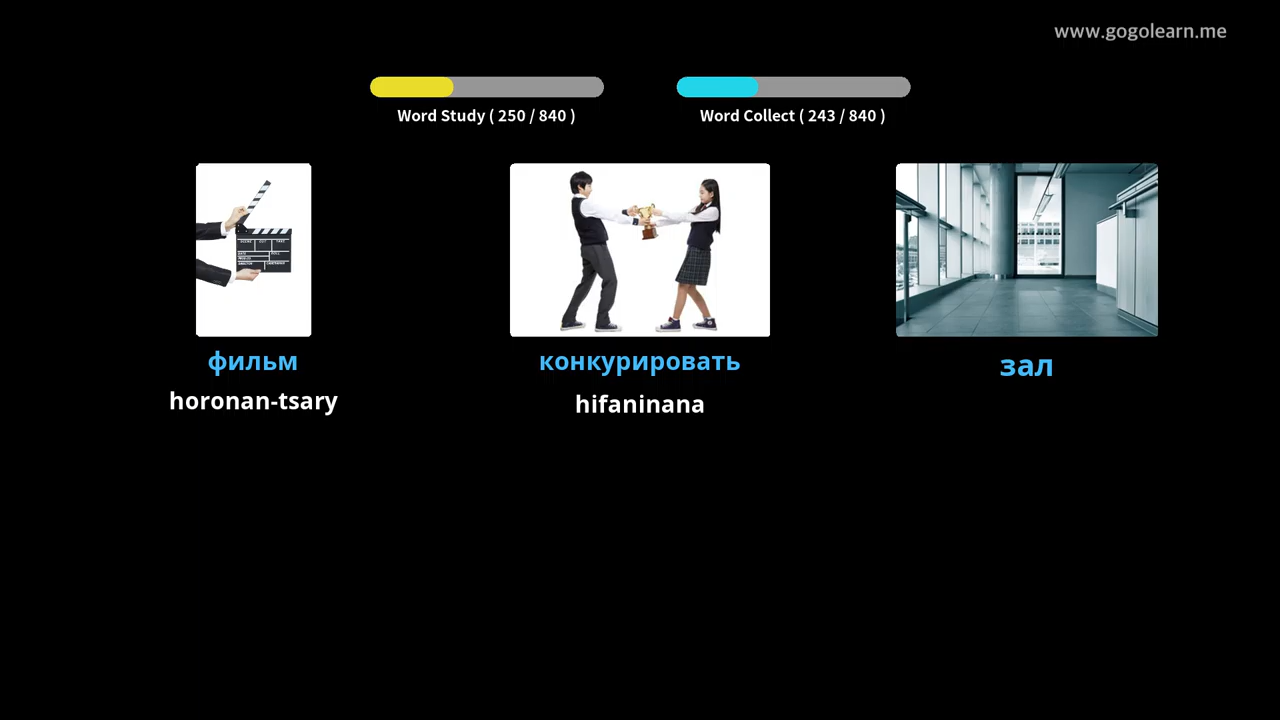 www.gogolearn.me
Word Study ( 250 / 840 )
Word Collect ( 243 / 840 )
фильм
horonan-tsary
конкурировать
hifaninana
зал